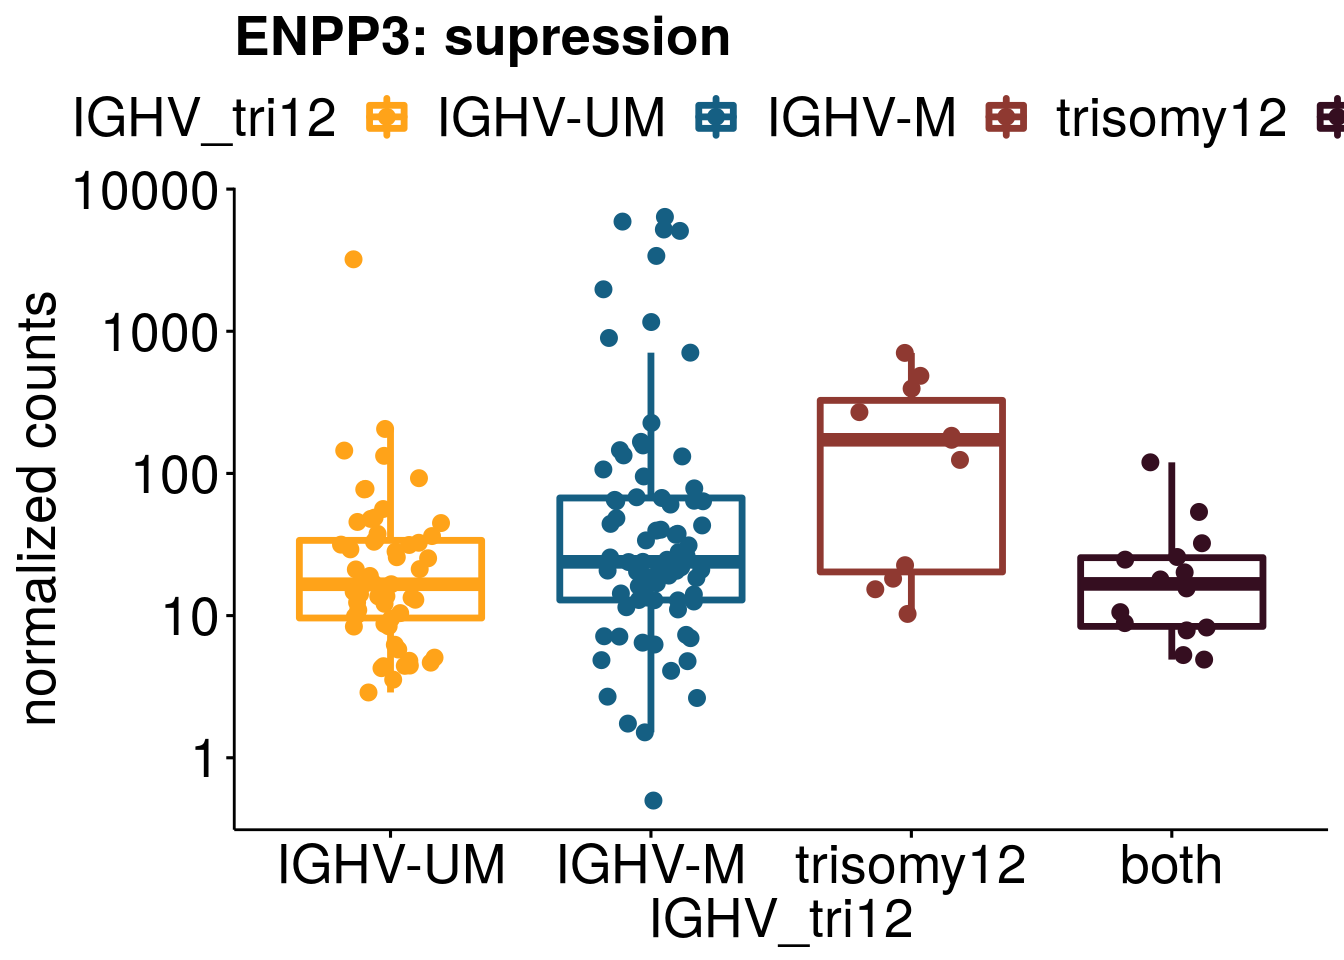 ENPP3: supression
IGHV_tri12 IGHV-UM IGHV-M trisomy12
10000
1000
100
10
1
normalized counts
IGHV-UM IGHV-M trisomy12 both
IGHV_tri12